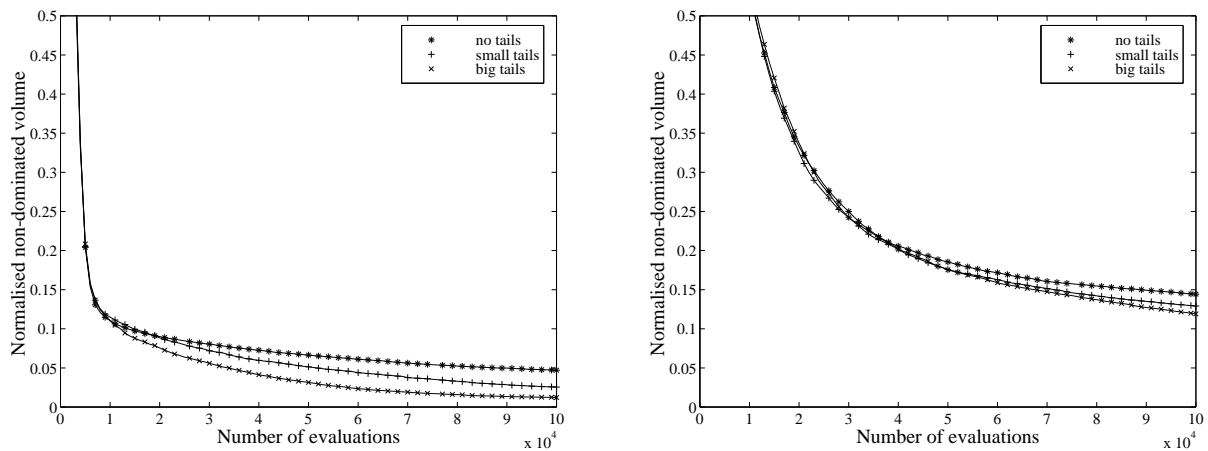 0.5
0.45
0.4
0.35
0.3
0.25
0.2
0.15
0.1
0.05
0
Normalised non-dominated volume
no tails
small tails
big tails
0 1 2 3 4 5 6 7 8 9 10
Number of evaluations
x 10^4
0.5
0.45
0.4
0.35
0.3
0.25
0.2
0.15
0.1
0.05
0
Normalised non-dominated volume
no tails
small tails
big tails
0 1 2 3 4 5 6 7 8 9 10
Number of evaluations
x 10^4